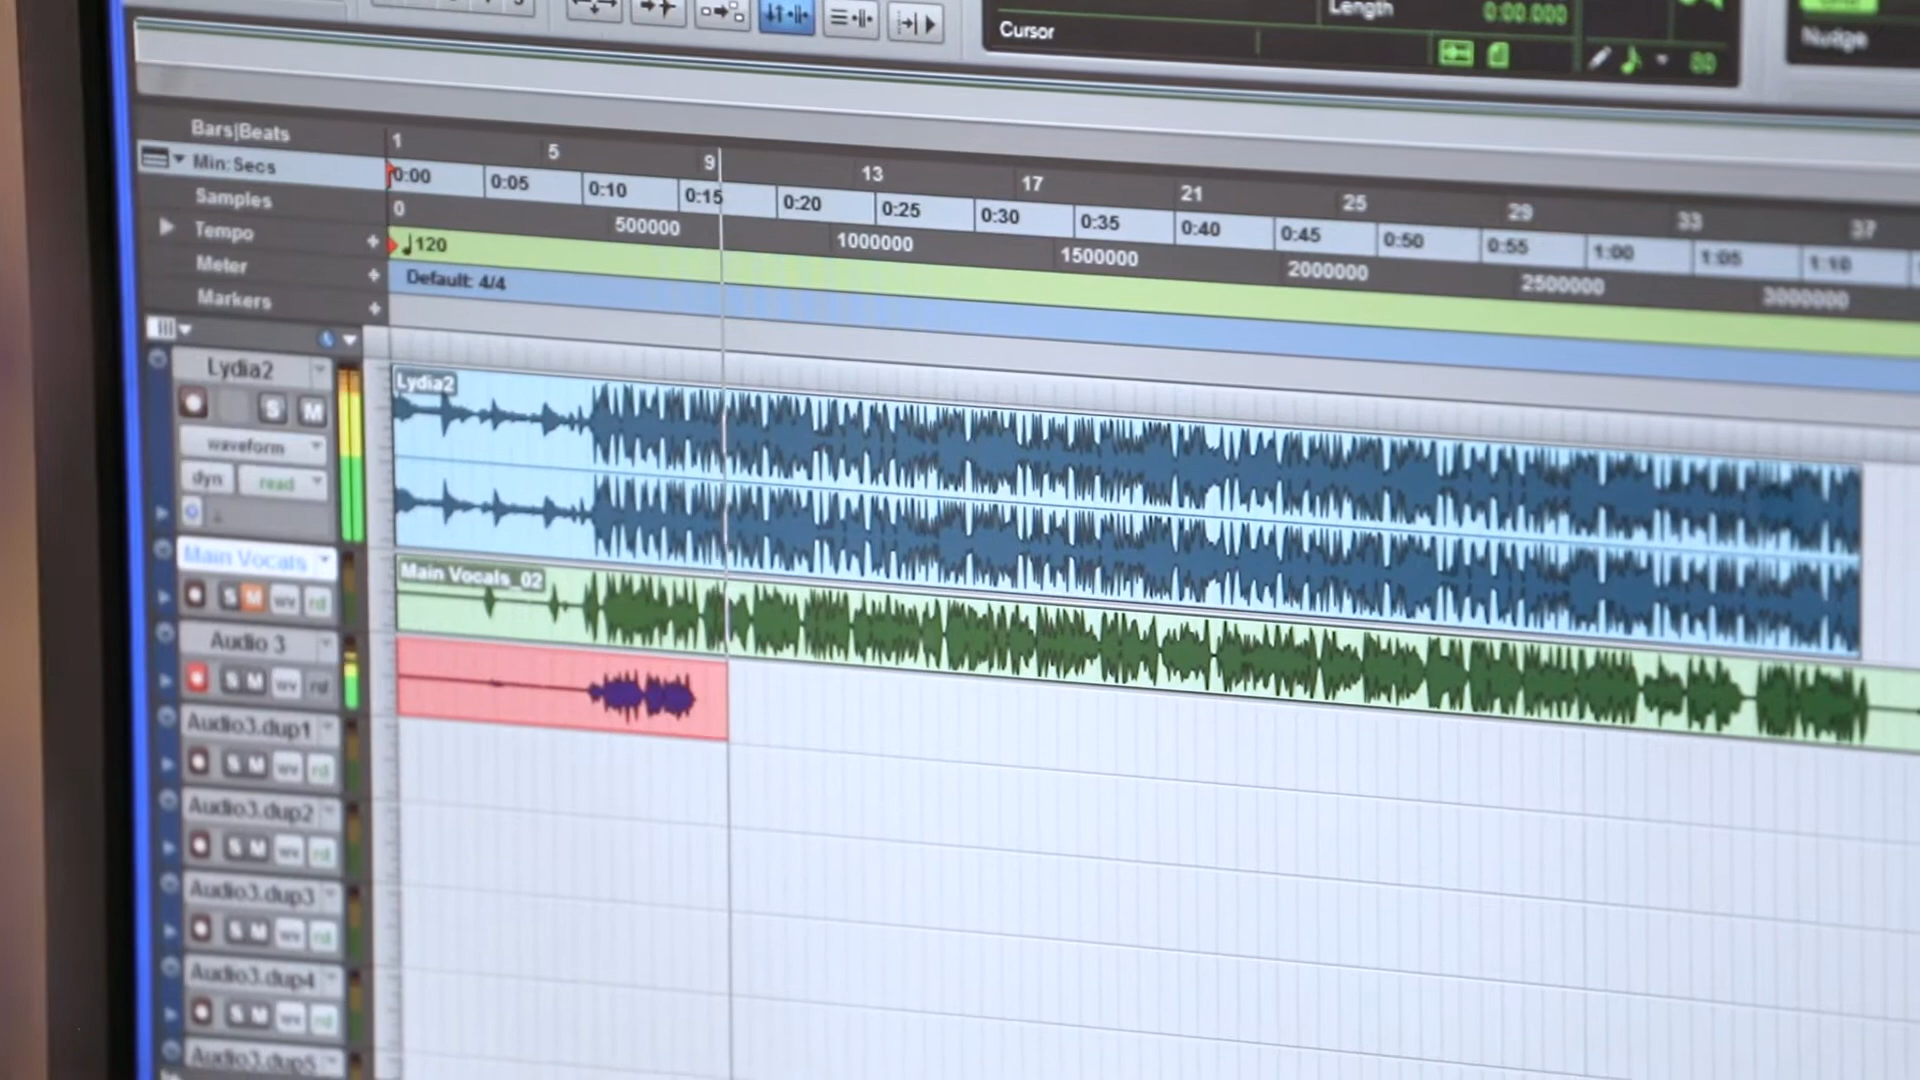 Length 0:00.000
Cursor
Nudge
Bars|Beats 1 5 9 13 17 21 25 29 33 37
Min:Secs 0:00 0:05 0:10 0:15 0:20 0:25 0:30 0:35 0:40 0:45 0:50 0:55 1:00 1:05 1:10
Samples 0 500000 1000000 1500000 2000000 2500000 3000000
Tempo 120
Meter Default: 4/4
Markers
Lydia2 Lydia2
S M
waveform
dyn read
Main Vocals Main Vocals_02
S M wv rd
Audio 3
S M wv rd
Audio3.dup1
S M wv rd
Audio3.dup2
S M wv rd
Audio3.dup3
S M wv rd
Audio3.dup4
S M wv rd
Audio3.dup5